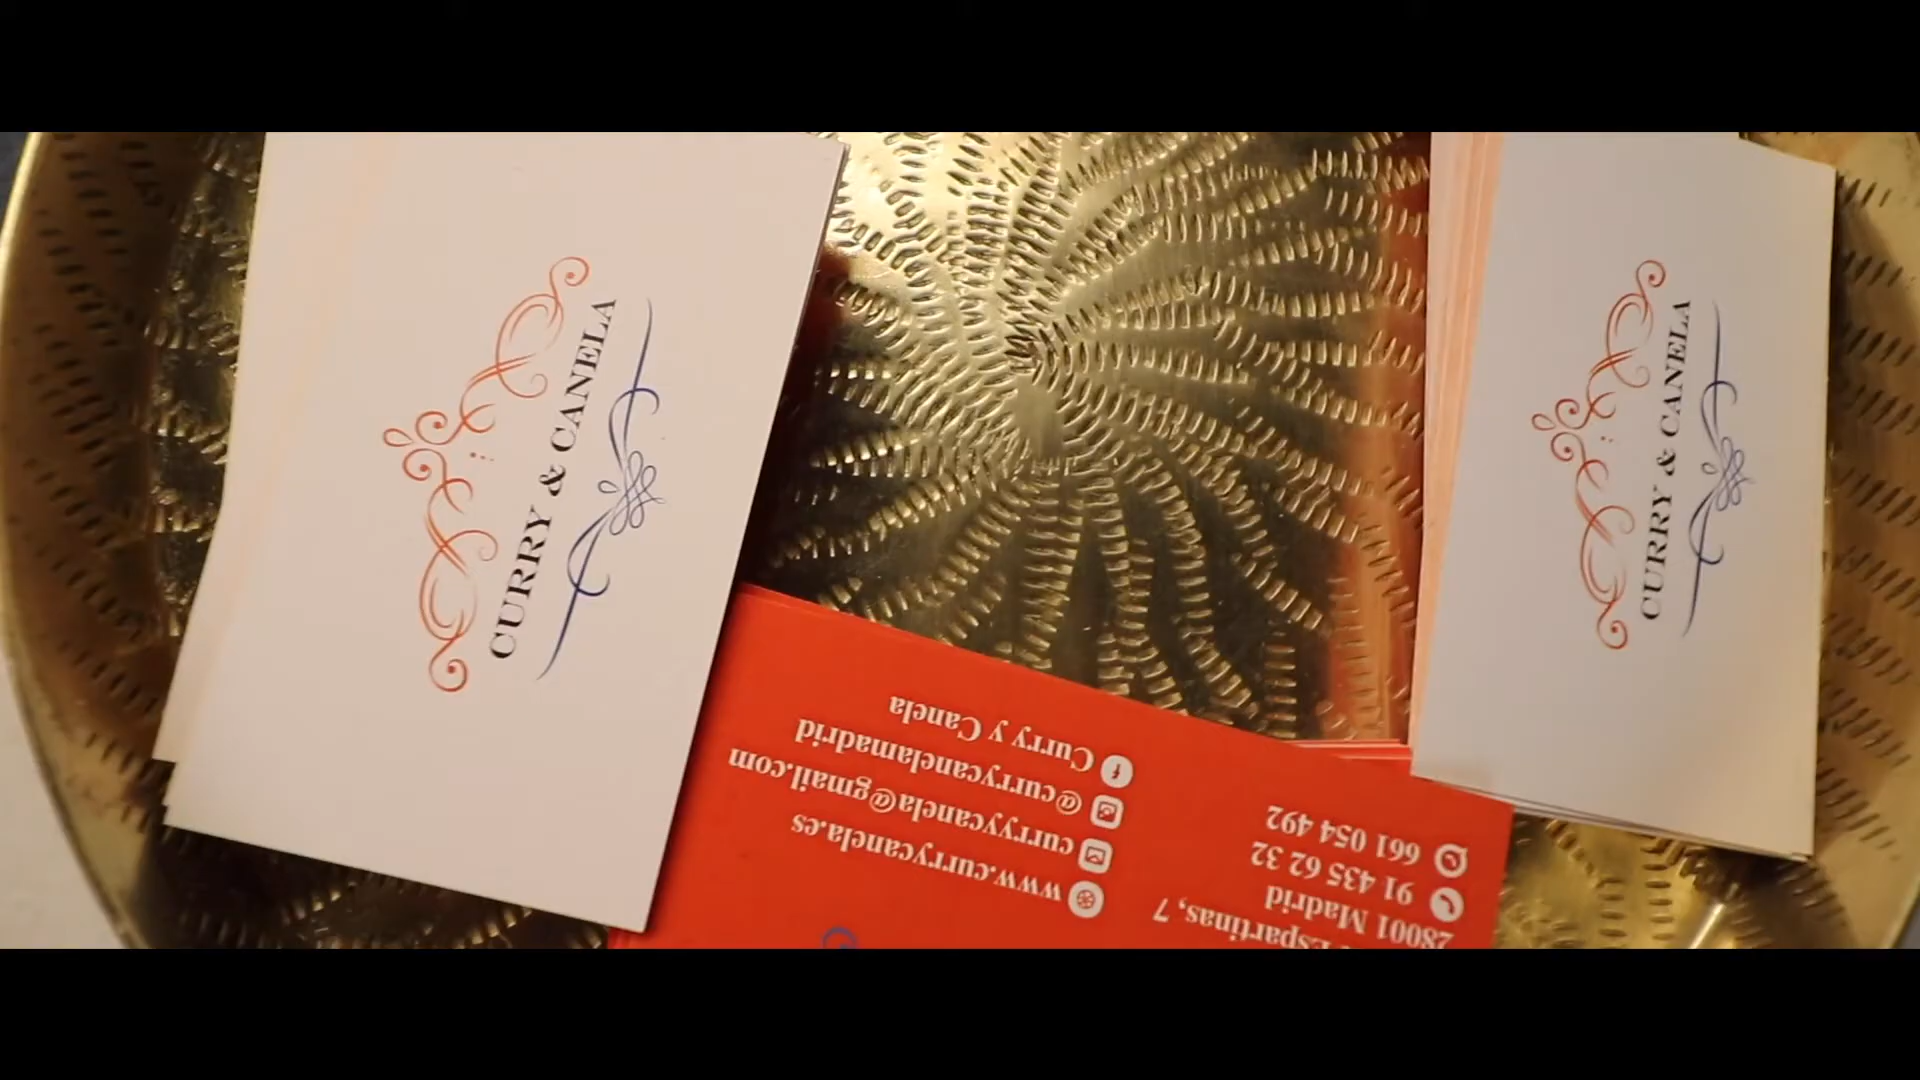 CURRY & CANELA
CURRY & CANELA
Curry y Canela
@currycanelamadrid
currycanela@gmail.com
www.currycanela.es
Espartinas, 7
28001 Madrid
91 435 62 32
661 054 492